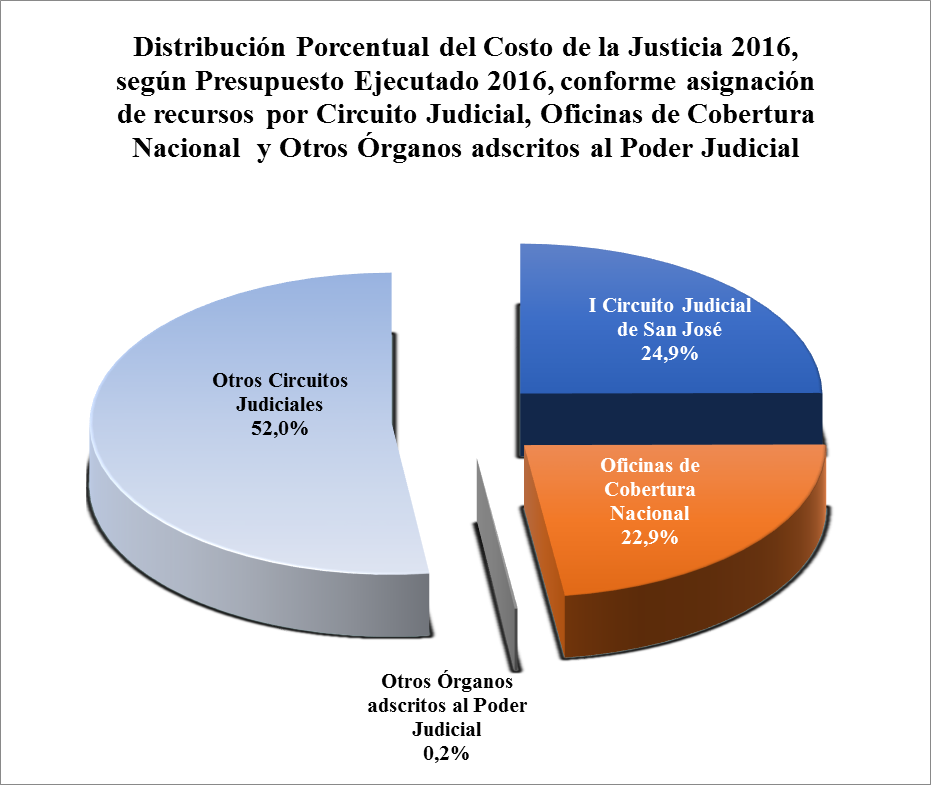 Distribución Porcentual del Costo de la Justicia 2016,
según Presupuesto Ejecutado 2016, conforme asignación
de recursos por Circuito Judicial, Oficinas de Cobertura
Nacional y Otros Órganos adscritos al Poder Judicial
I Circuito Judicial
de San José
24,9%
Otros Circuitos
Judiciales
52,0%
Oficinas de
Cobertura
Nacional
22,9%
Otros Órganos
adscritos al Poder
Judicial
0,2%